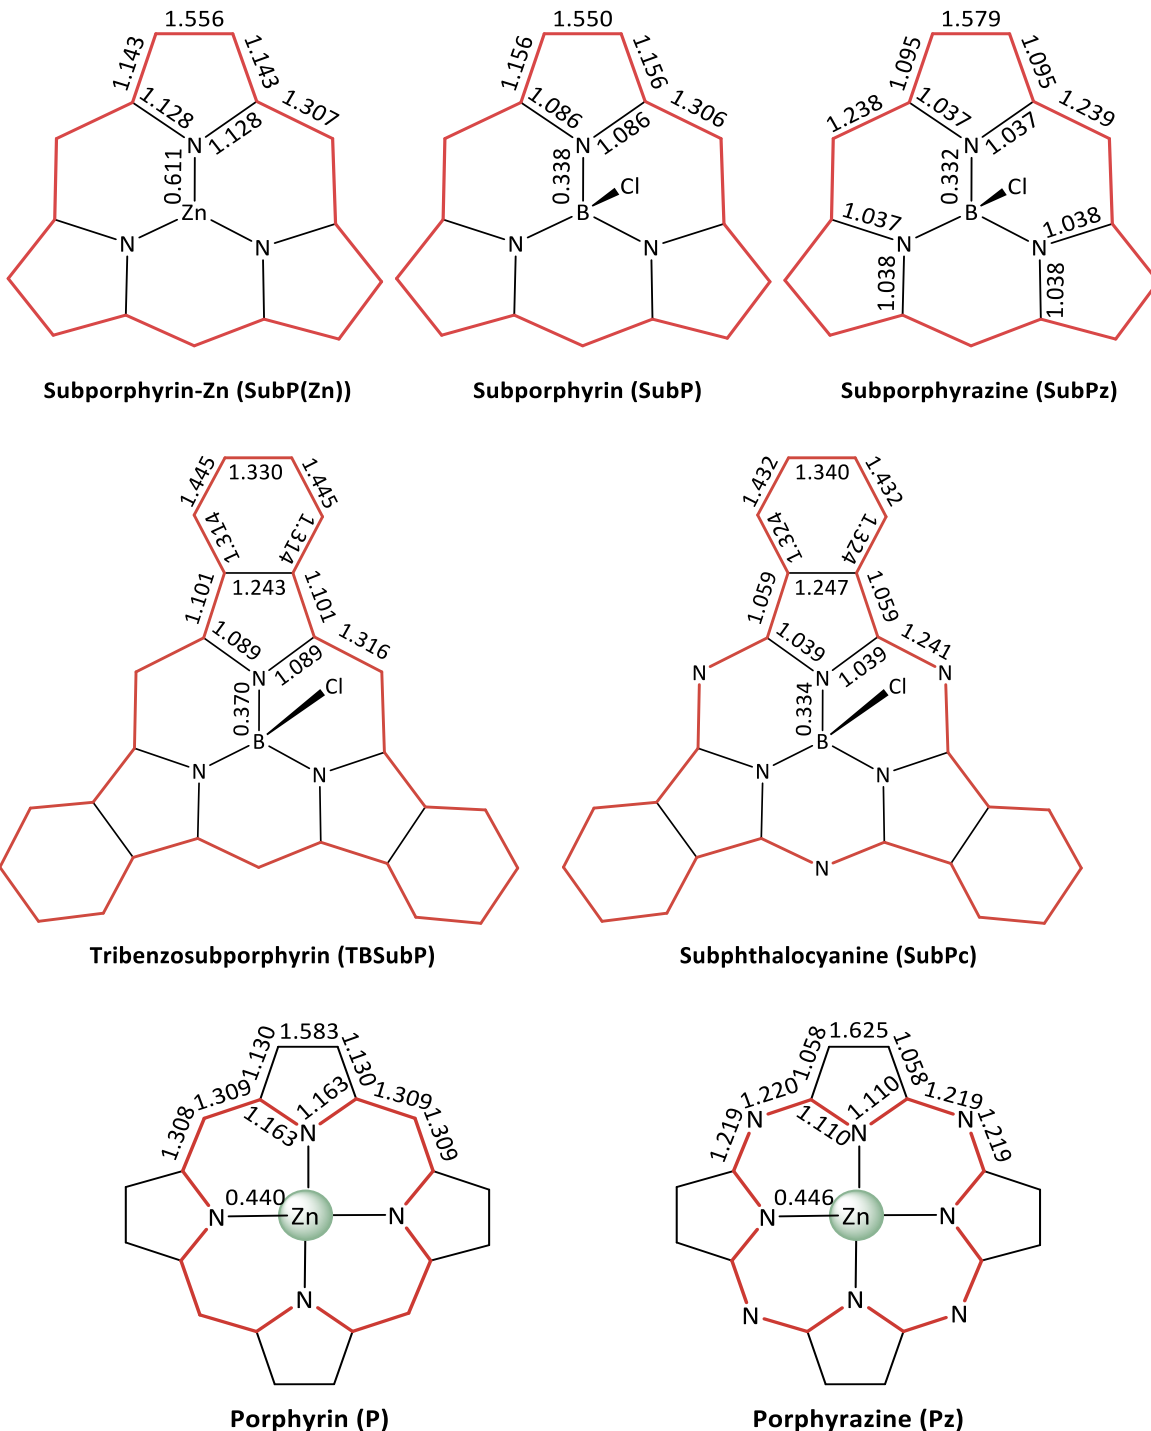 1.556
1.143
1.143
1.128
1.128
1.307
N
0.611
Zn
N
N
Subporphyrin-Zn (SubP(Zn))
1.550
1.156
1.156
1.086
1.086
1.306
N
0.338
Cl
B
N
N
Subporphyrin (SubP)
1.579
1.095
1.095
1.238
1.037
1.037
1.239
N
0.332
Cl
B
1.037
1.038
N
N
1.038
1.038
Subporphyrazine (SubPz)
1.445
1.330
1.445
1.314
1.314
1.101
1.243
1.101
1.089
1.089
1.316
N
0.370
Cl
B
N
N
Tribenzosubporphyrin (TBSubP)
1.432
1.340
1.432
1.324
1.324
1.059
1.247
1.059
1.039
1.039
1.241
N
N
N
0.334
Cl
B
N
N
N
Subphthalocyanine (SubPc)
1.583
1.130
1.130
1.309
1.163
1.163
1.309
1.308
1.309
N
0.440
N
Zn
N
N
Porphyrin (P)
1.625
1.058
1.058
1.220
1.110
1.110
1.219
1.219
1.219
N
N
N
0.446
N
Zn
N
N
N
N
Porphyrazine (Pz)